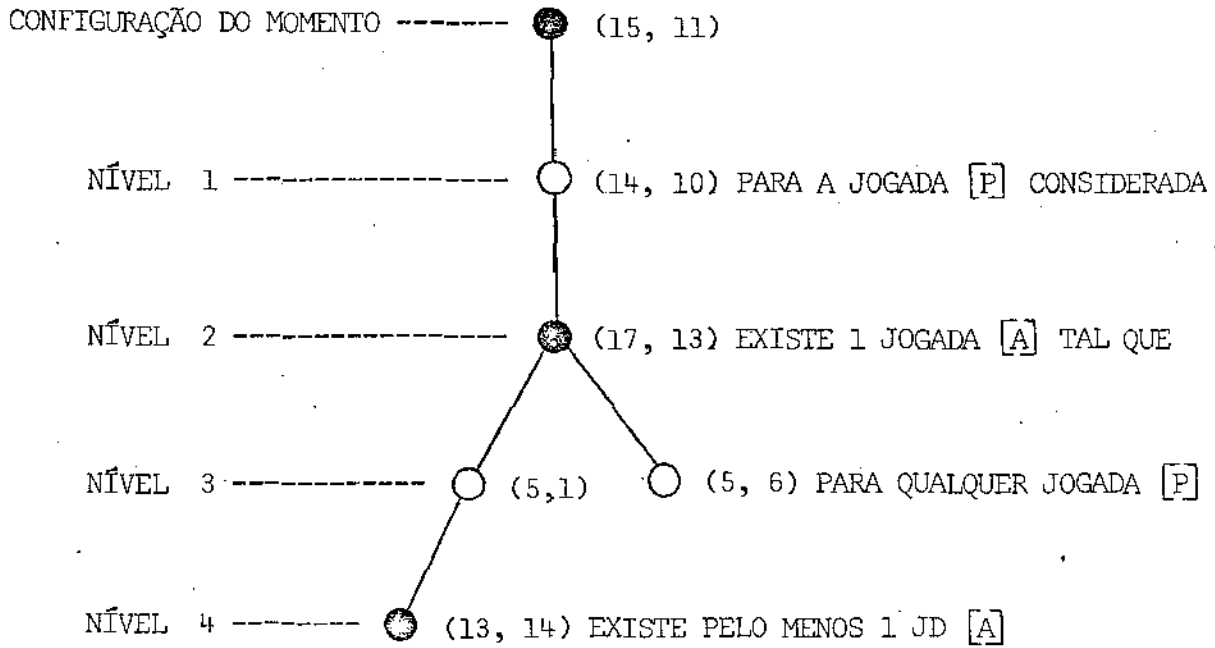 CONFIGURAÇÃO DO MOMENTO -------- (15, 11)
NÍVEL 1 ----------------- (14, 10) PARA A JOGADA [P] CONSIDERADA
NÍVEL 2 ----------------- (17, 13) EXISTE 1 JOGADA [A] TAL QUE
NÍVEL 3 ------------ (5,1) (5, 6) PARA QUALQUER JOGADA [P]
NÍVEL 4 -------- (13, 14) EXISTE PELO MENOS 1 JD [A]